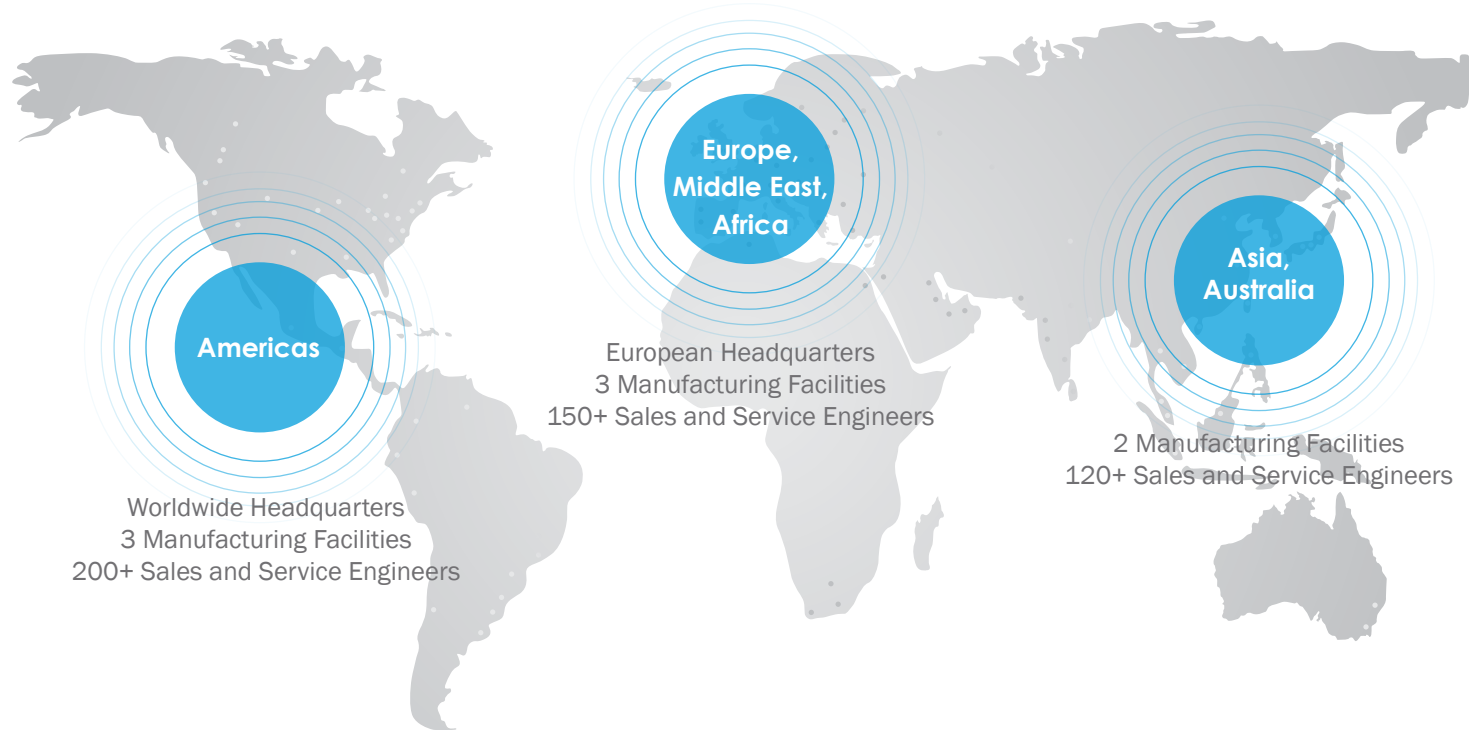 Americas
Worldwide Headquarters
3 Manufacturing Facilities
200+ Sales and Service Engineers
Europe,
Middle East,
Africa
European Headquarters
3 Manufacturing Facilities
150+ Sales and Service Engineers
Asia,
Australia
2 Manufacturing Facilities
120+ Sales and Service Engineers